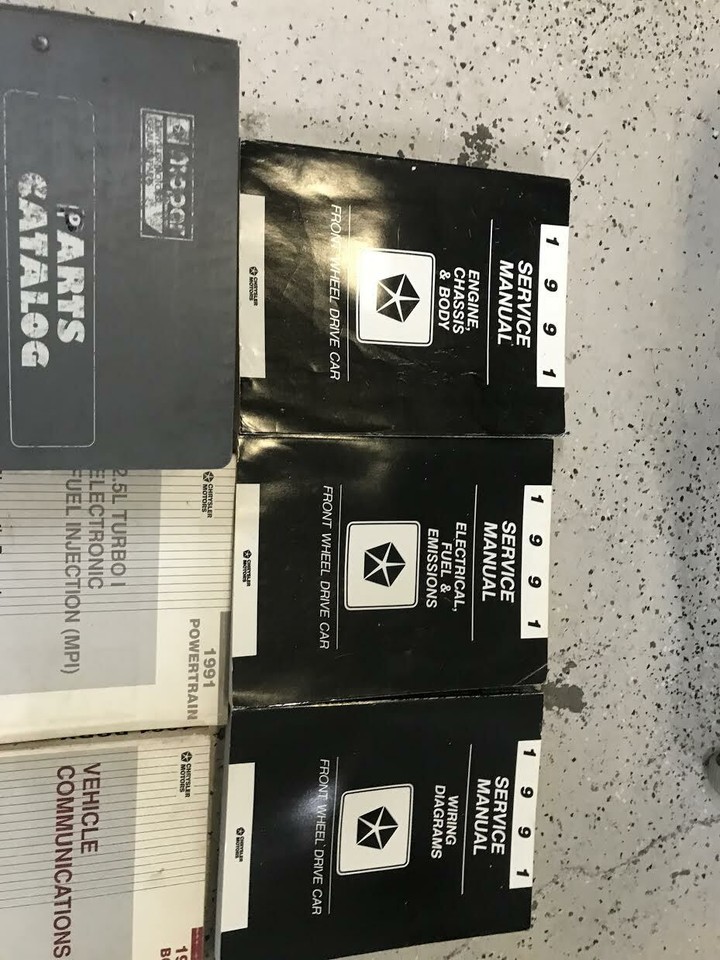 1991
SERVICE
MANUAL
ENGINE,
CHASSIS
& BODY
FRONT WHEEL DRIVE CAR
CHRYSLER
MOTORS
1991
SERVICE
MANUAL
ELECTRICAL,
FUEL &
EMISSIONS
FRONT WHEEL DRIVE CAR
CHRYSLER
MOTORS
1991
SERVICE
MANUAL
WIRING
DIAGRAMS
FRONT WHEEL DRIVE CAR
CHRYSLER
MOTORS
PARTS
CATALOG
1991
POWERTRAIN
CHRYSLER
MOTORS
2.5L TURBO I
ELECTRONIC
FUEL INJECTION (MPI)
CHRYSLER
MOTORS
VEHICLE
COMMUNICATIONS